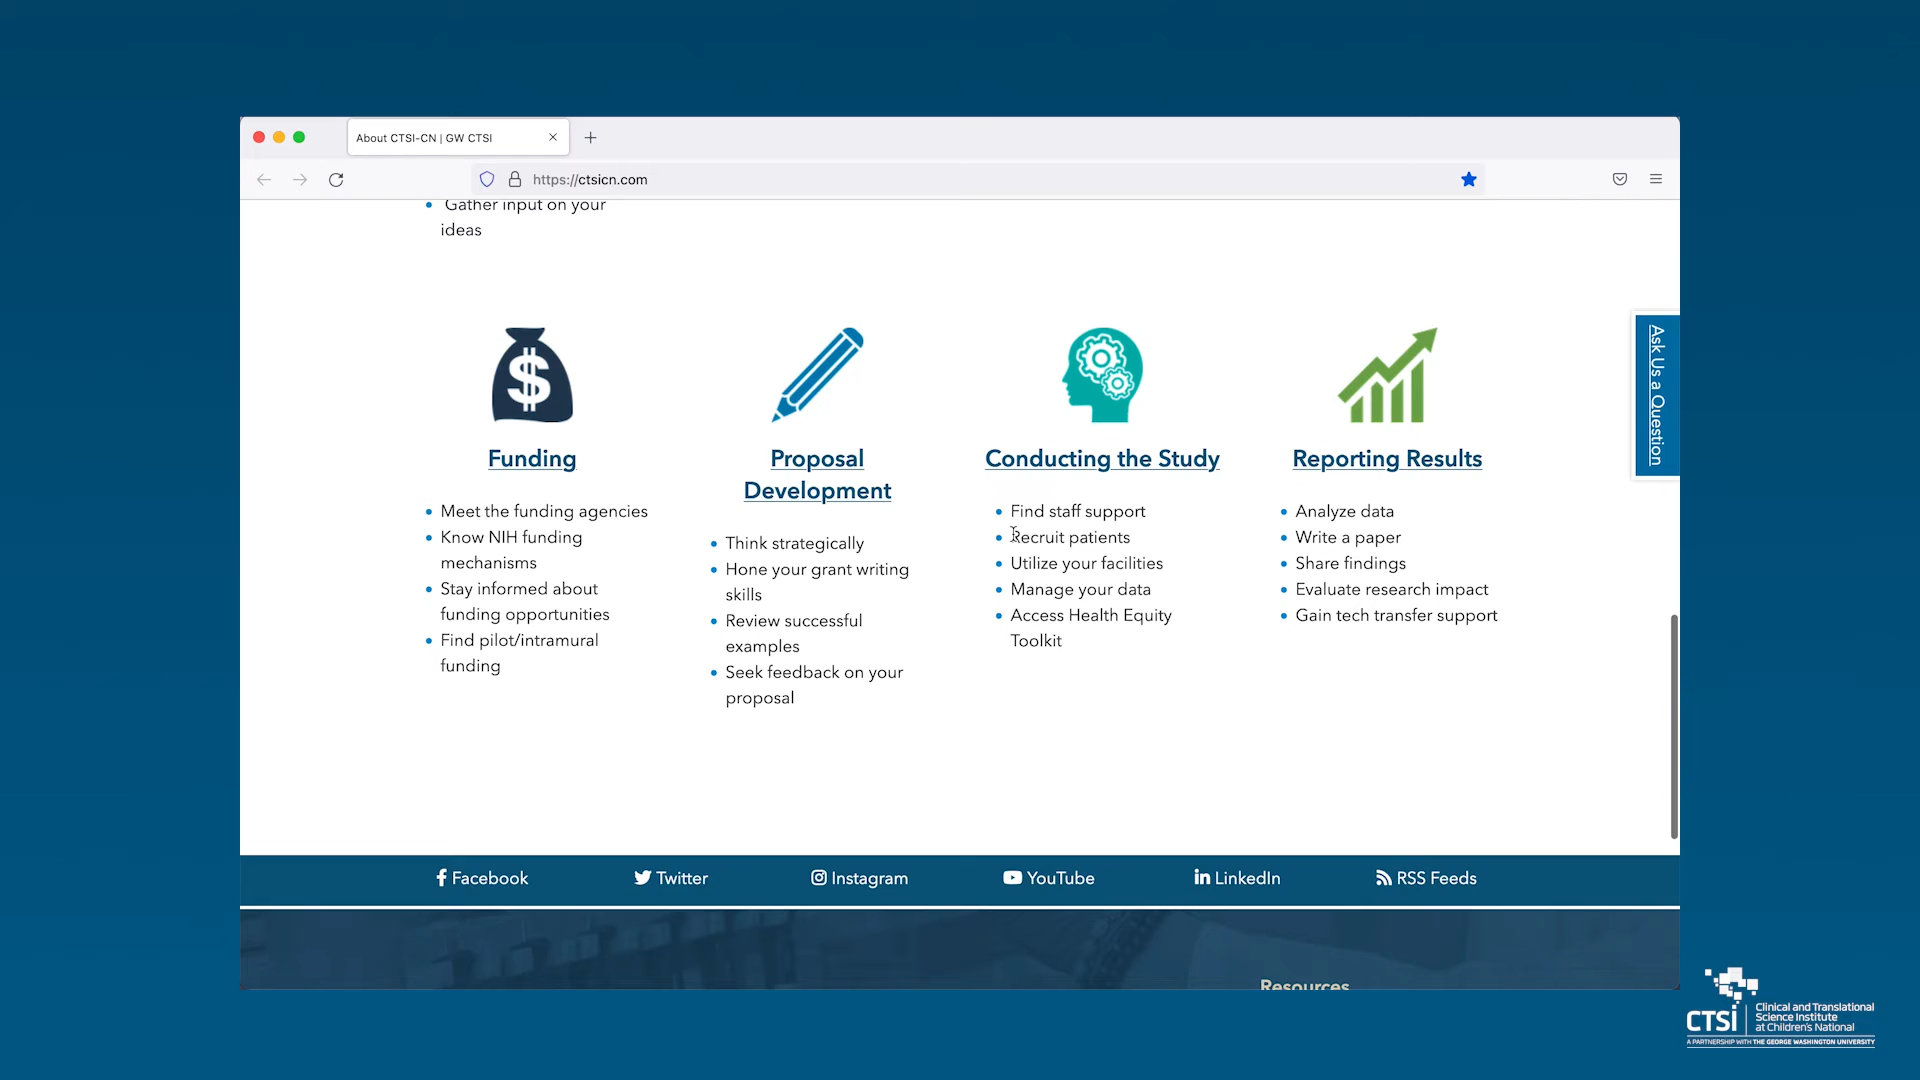 About CTSI-CN | GW CTSI
https://ctsicn.com
Gather input on your
ideas
$
Funding
Meet the funding agencies
Know NIH funding
mechanisms
Stay informed about
funding opportunities
Find pilot/intramural
funding
Proposal
Development
Think strategically
Hone your grant writing
skills
Review successful
examples
Seek feedback on your
proposal
Conducting the Study
Find staff support
Recruit patients
Utilize your facilities
Manage your data
Access Health Equity
Toolkit
Reporting Results
Analyze data
Write a paper
Share findings
Evaluate research impact
Gain tech transfer support
Ask Us a Question
Facebook
Twitter
Instagram
YouTube
LinkedIn
RSS Feeds
Resources
CTSI
Clinical and Translational
Science Institute
at Children's National
A PARTNERSHIP WITH THE GEORGE WASHINGTON UNIVERSITY